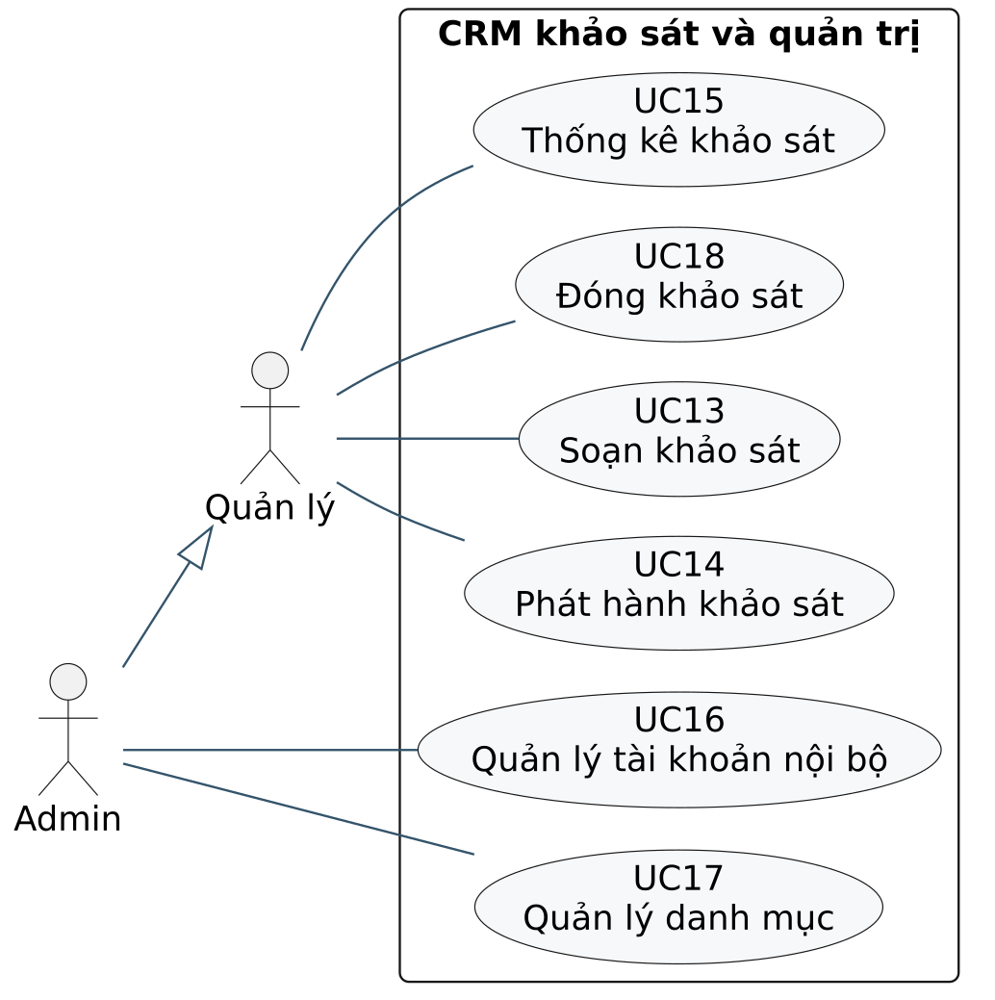 CRM khảo sát và quản trị
UC15
Thống kê khảo sát
UC18
Đóng khảo sát
UC13
Soạn khảo sát
Quản lý
UC14
Phát hành khảo sát
UC16
Quản lý tài khoản nội bộ
Admin
UC17
Quản lý danh mục